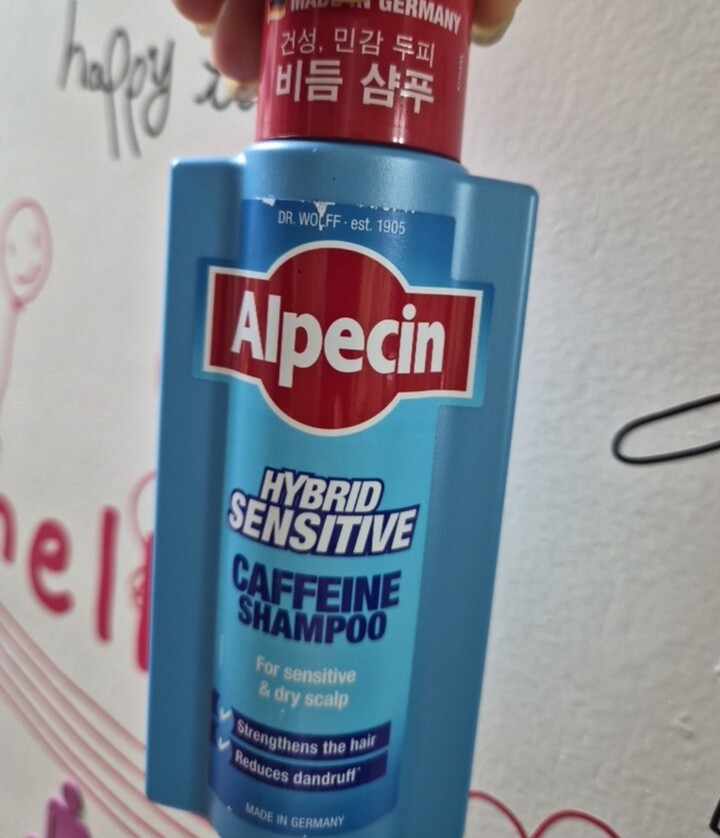 happy
MADE IN GERMANY
건성, 민감 두피
비듬 샴푸
DR. WOLFF · est. 1905
Alpecin
HYBRID
SENSITIVE
CAFFEINE
SHAMPOO
For sensitive
& dry scalp
Strengthens the hair
Reduces dandruff*
MADE IN GERMANY